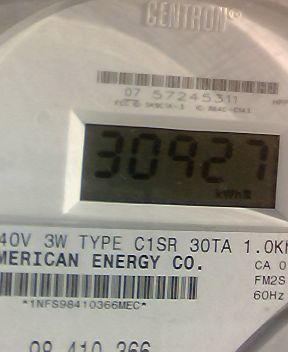 CENTRON®
07 57245311
30927
kWh
40V 3W TYPE C1SR 30TA 1.0K
MERICAN ENERGY CO.
CA 0
FM2S
60Hz
*1NFS98410366MEC*
98 410 366